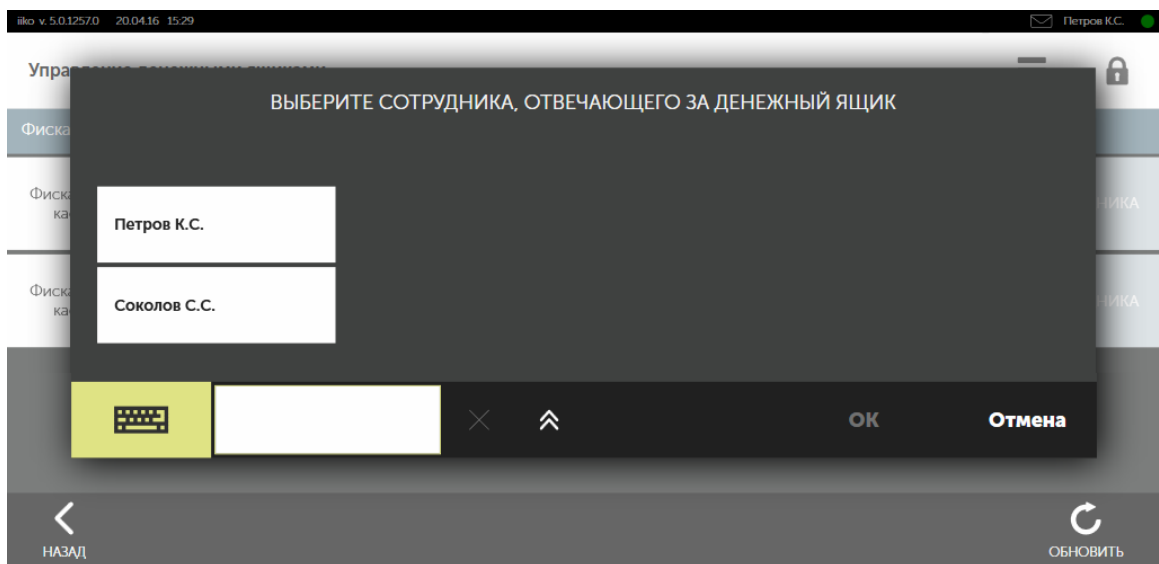 iiko v. 5.0.1257.0 20.04.16 15:29 Петров К.С.
ВЫБЕРИТЕ СОТРУДНИКА, ОТВЕЧАЮЩЕГО ЗА ДЕНЕЖНЫЙ ЯЩИК
Петров К.С.
Соколов С.С.
ОК Отмена
НАЗАД ОБНОВИТЬ